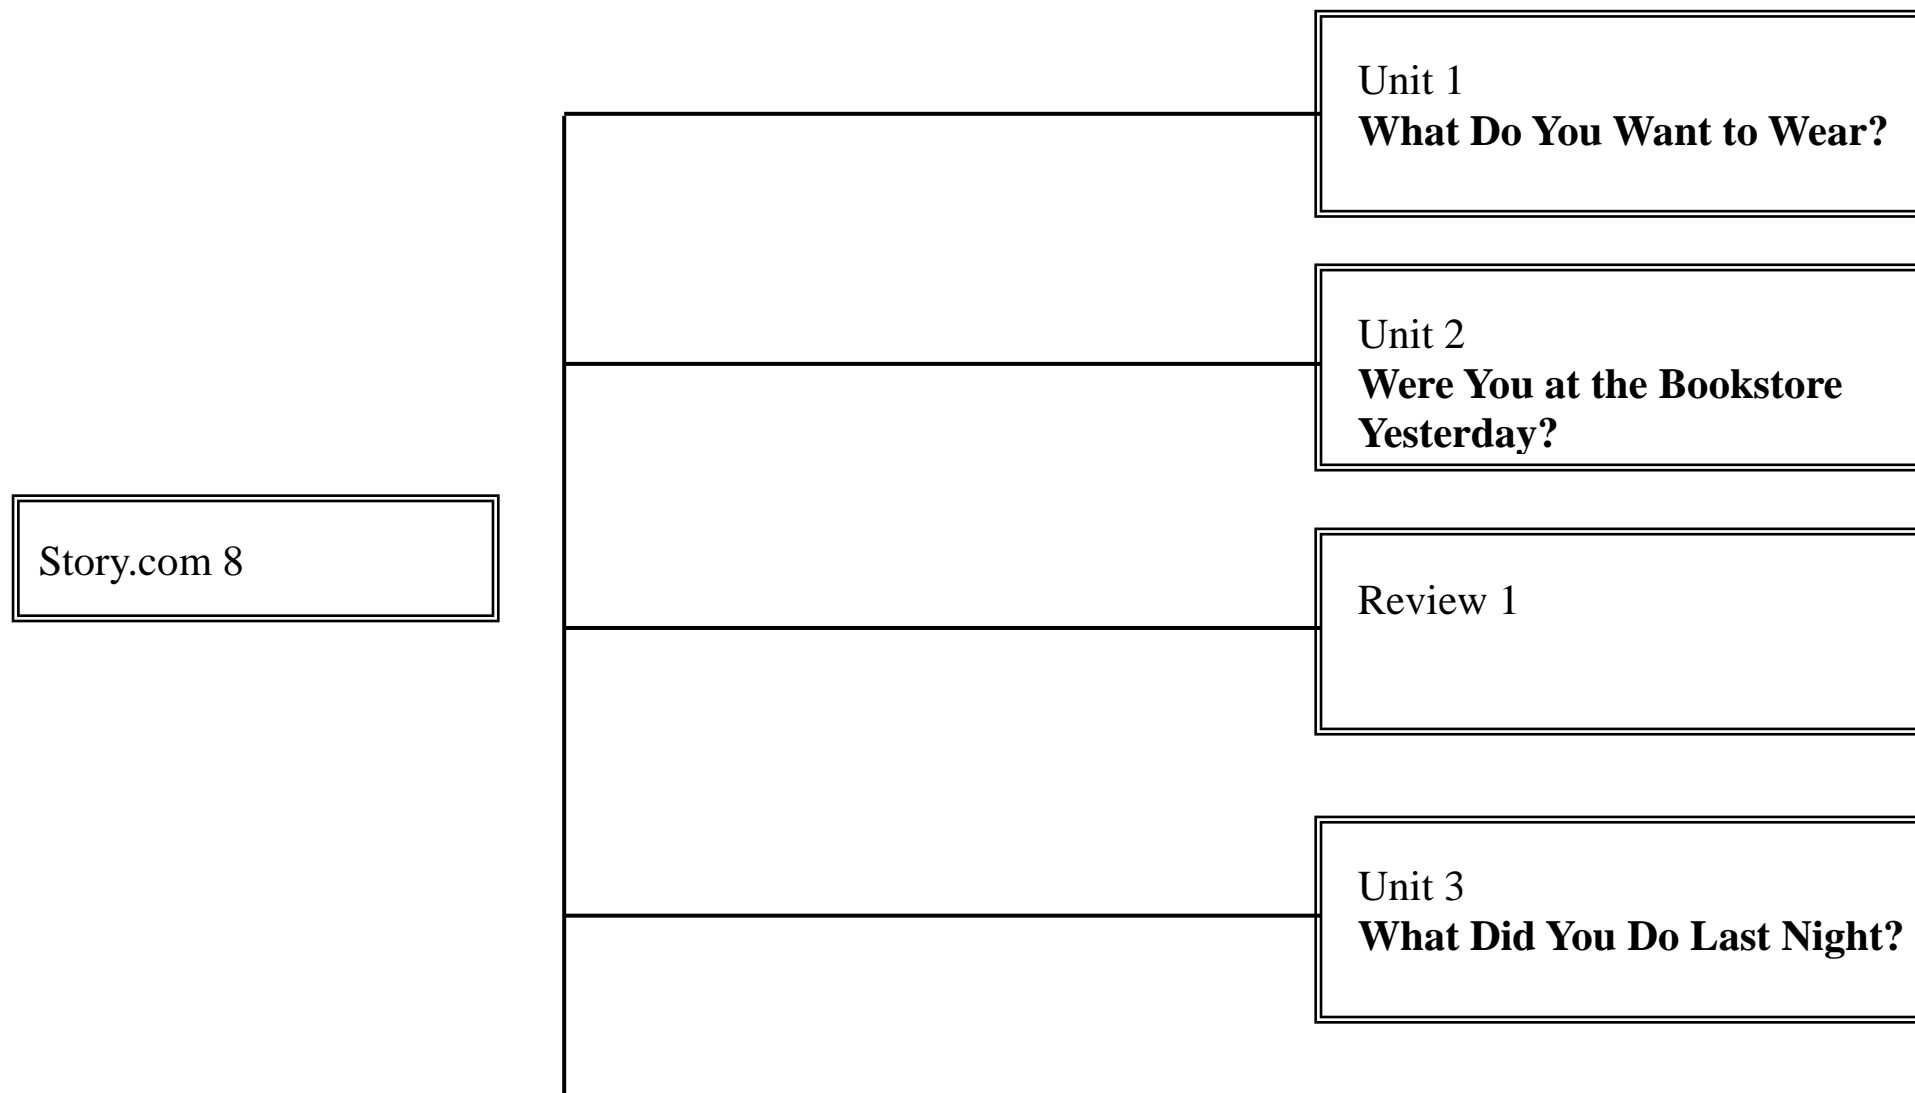 Unit 1
What Do You Want to Wear?
Unit 2
Were You at the Bookstore
Yesterday?
Story.com 8
Review 1
Unit 3
What Did You Do Last Night?